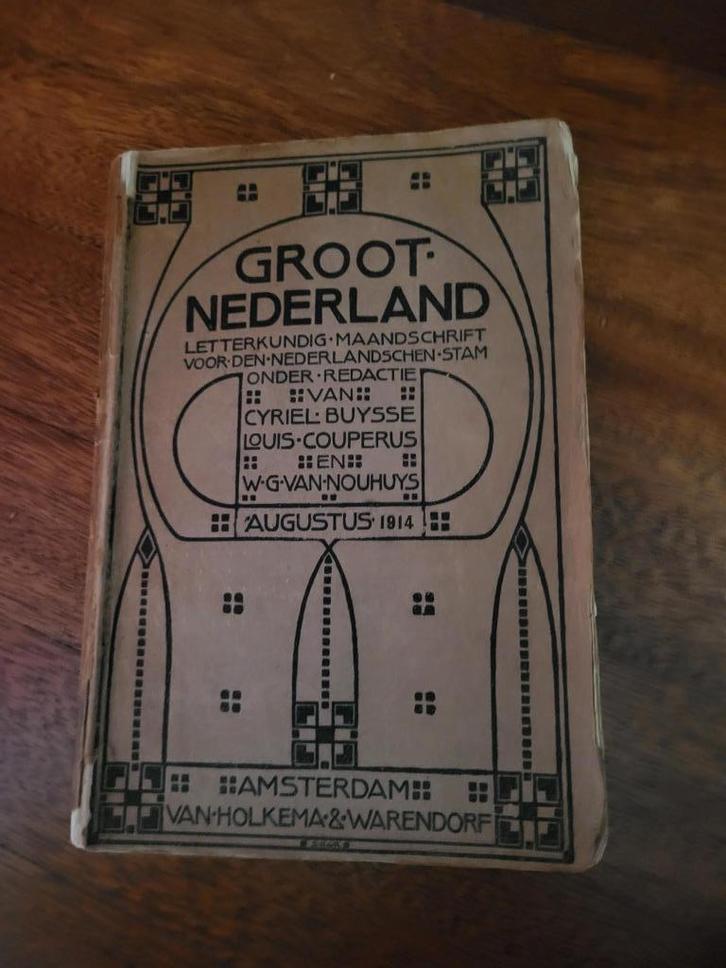 GROOT·
NEDERLAND
LETTERKUNDIG·MAANDSCHRIFT
VOOR·DEN·NEDERLANDSCHEN·STAM
ONDER·REDACTIE
VAN
CYRIEL·BUYSSE
LOUIS·COUPERUS
EN
W·G·VAN·NOUHUYS
AUGUSTUS·1914
AMSTERDAM
VAN·HOLKEMA·&·WARENDORF